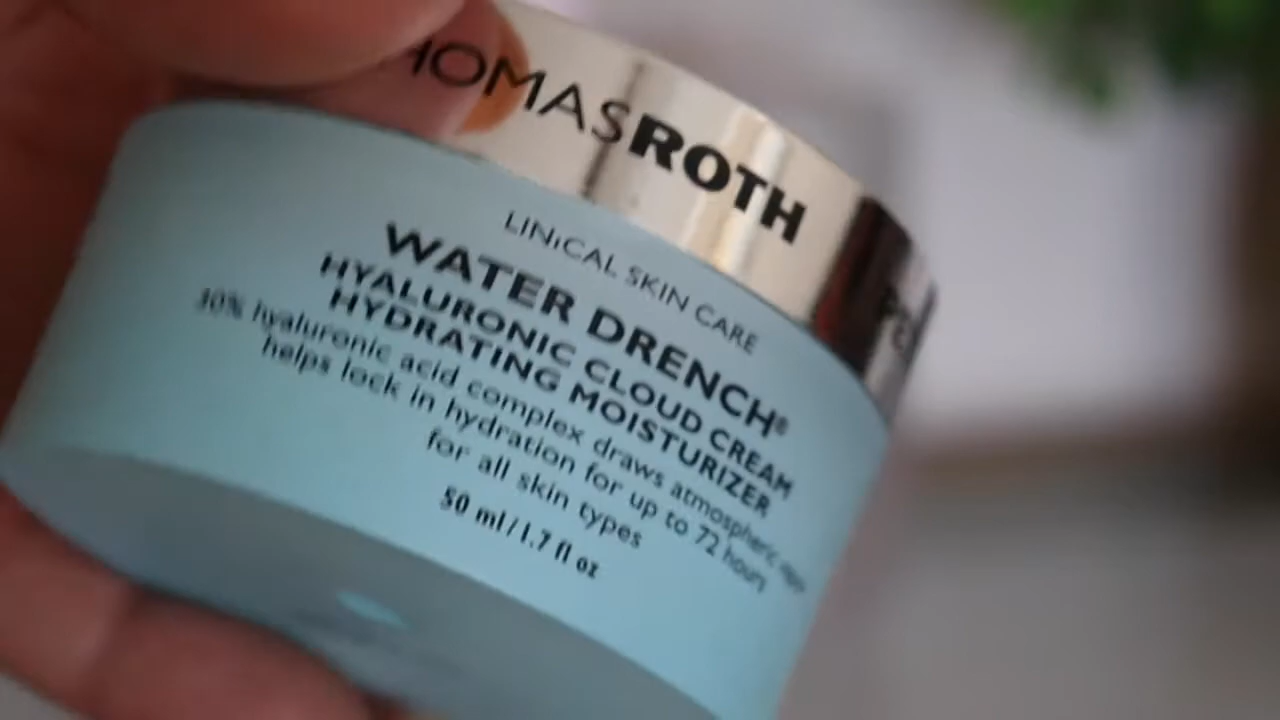 HOMASROTH
LINiCAL SKIN CARE
WATER DRENCH®
HYALURONIC CLOUD CREAM
HYDRATING MOISTURIZER
30% hyaluronic acid complex draws atmospheric
helps lock in hydration for up to 72 hours
for all skin types
50 ml/1.7 fl oz